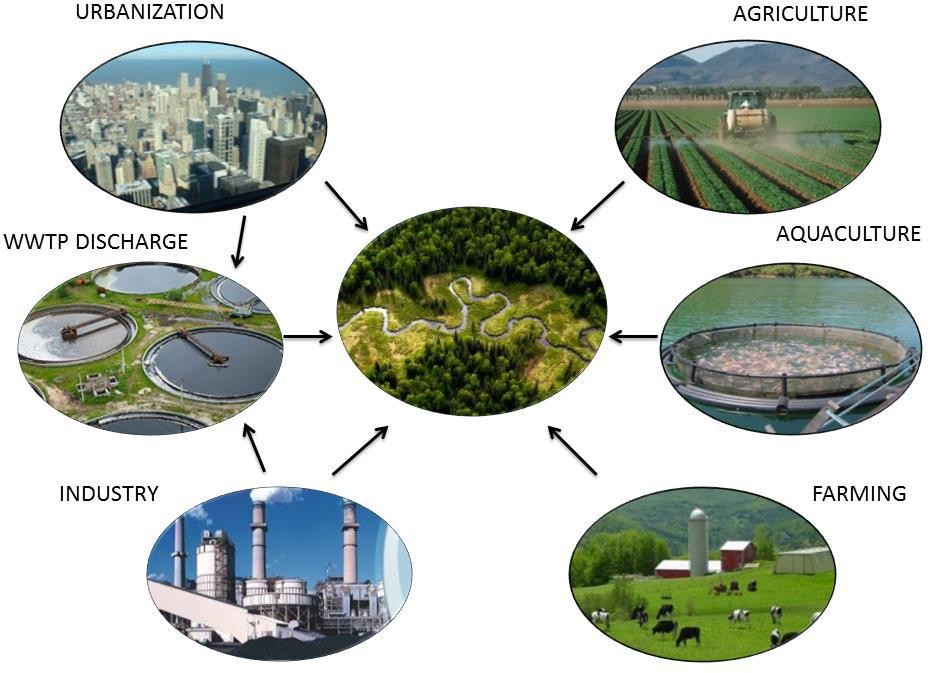 URBANIZATION
AGRICULTURE
WWTP DISCHARGE
AQUACULTURE
INDUSTRY
FARMING